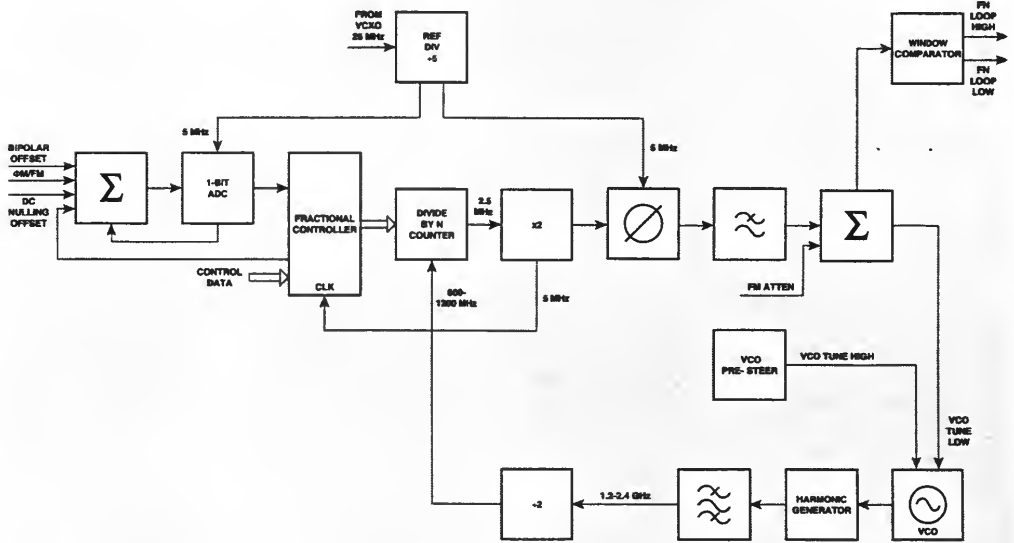 FROM
VCXO
25 MHz
REF
DIV
÷5
WINDOW
COMPARATOR
FN
LOOP
HIGH
FN
LOOP
LOW
5 MHz
5 MHz
BIPOLAR
OFFSET
ΦM/FM
DC
NULLING
OFFSET
Σ
1-BIT
ADC
FRACTIONAL
CONTROLLER
CLK
CONTROL
DATA
DIVIDE
BY N
COUNTER
2.5
MHz
x2
Σ
FM ATTEN
600-
1200 MHz
5 MHz
VCO
PRE- STEER
VCO TUNE HIGH
VCO
TUNE
LOW
÷2
1.2-2.4 GHz
HARMONIC
GENERATOR
VCO